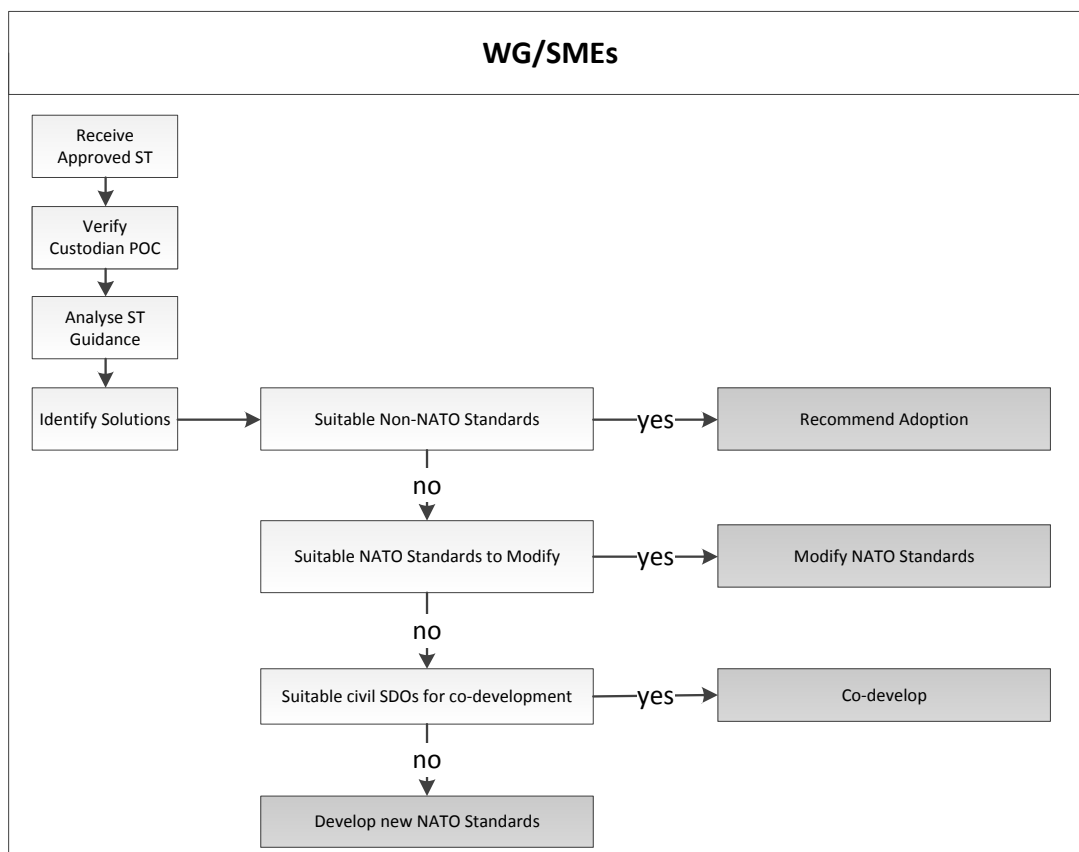 WG/SMEs
Receive
Approved ST
Verify
Custodian POC
Analyse ST
Guidance
Identify Solutions
Suitable Non-NATO Standards
yes
Recommend Adoption
no
Suitable NATO Standards to Modify
yes
Modify NATO Standards
no
Suitable civil SDOs for co-development
yes
Co-develop
no
Develop new NATO Standards